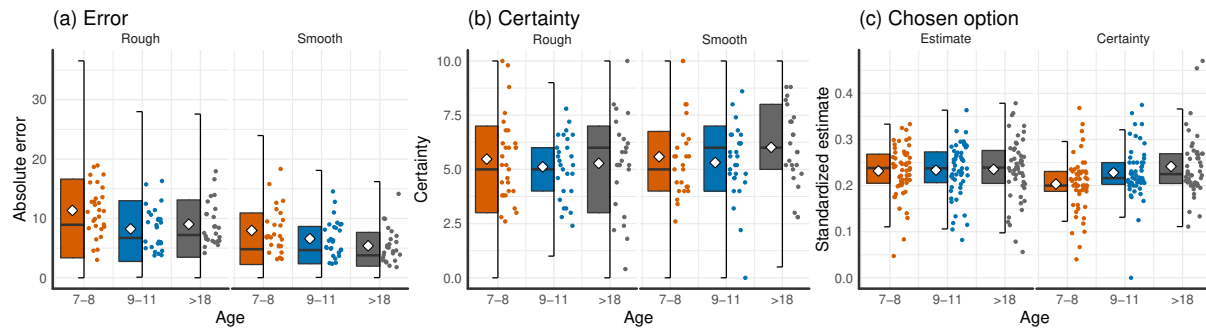 (a) Error
Rough Smooth
Absolute error
30
20
10
0
7−8 9−11 >18 7−8 9−11 >18
Age
(b) Certainty
Rough Smooth
Certainty
10.0
7.5
5.0
2.5
0.0
7−8 9−11 >18 7−8 9−11 >18
Age
(c) Chosen option
Estimate Certainty
Standardized estimate
0.4
0.3
0.2
0.1
0.0
7−8 9−11 >18 7−8 9−11 >18
Age